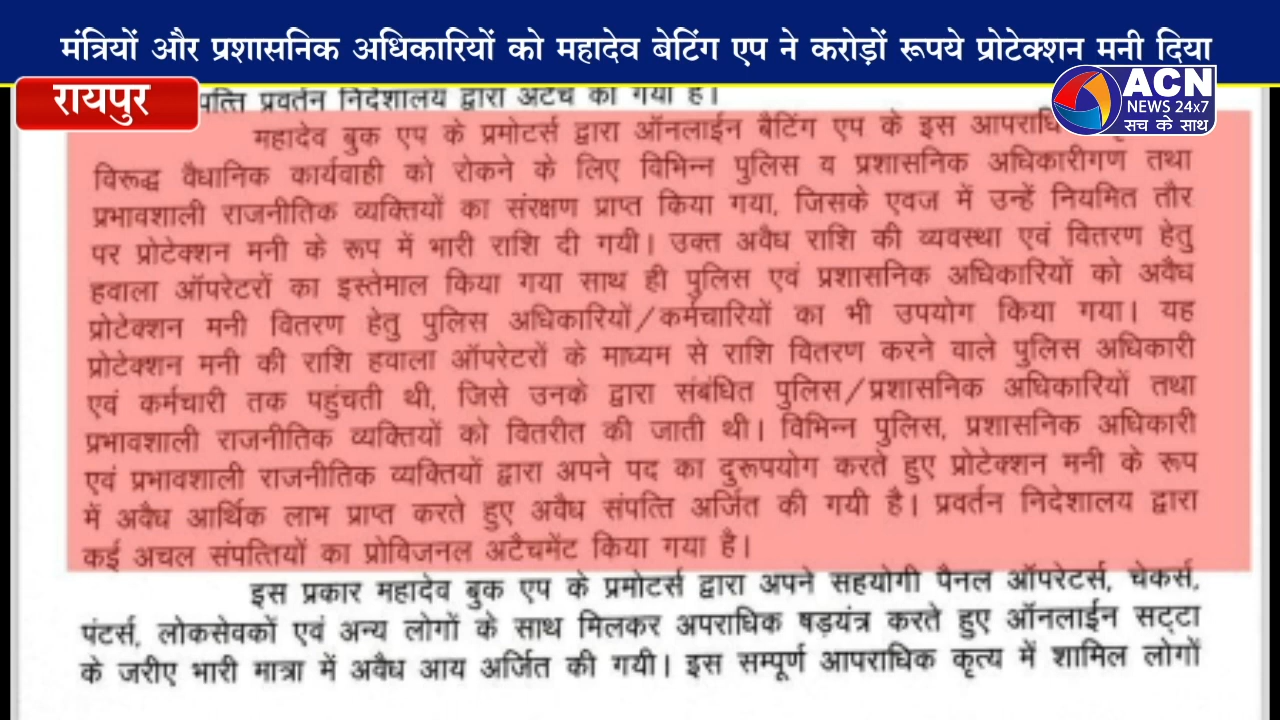 मंत्रियों और प्रशासनिक अधिकारियों को महादेव बेटिंग एप ने करोड़ों रूपये प्रोटेक्शन मनी दिया
रायपुर
ACN
NEWS 24x7
सच के साथ
प्रवर्तन निदेशालय द्वारा अटैच की गयी है।
महादेव बुक एप के प्रमोटर्स द्वारा ऑनलाईन बैटिंग एप के इस
विरूद्ध वैधानिक कार्यवाही को रोकने के लिए विभिन्न पुलिस व प्रशासनिक अधिकारीगण तथा
प्रभावशाली राजनीतिक व्यक्तियों का संरक्षण प्राप्त किया गया, जिसके एवज में उन्हें नियमित तौर
पर प्रोटेक्शन मनी के रूप में भारी राशि दी गयी। उक्त अवैध राशि की व्यवस्था एवं वितरण हेतु
हवाला ऑपरेटरों का इस्तेमाल किया गया साथ ही पुलिस एवं प्रशासनिक अधिकारियों को अवैध
प्रोटेक्शन मनी वितरण हेतु पुलिस अधिकारियों/कर्मचारियों का भी उपयोग किया गया। यह
प्रोटेक्शन मनी की राशि हवाला ऑपरेटरों के माध्यम से राशि वितरण करने वाले पुलिस अधिकारी
एवं कर्मचारी तक पहुंचती थी, जिसे उनके द्वारा संबंधित पुलिस/प्रशासनिक अधिकारियों तथा
प्रभावशाली राजनीतिक व्यक्तियों को वितरीत की जाती थी। विभिन्न पुलिस, प्रशासनिक अधिकारी
एवं प्रभावशाली राजनीतिक व्यक्तियों द्वारा अपने पद का दुरूपयोग करते हुए प्रोटेक्शन मनी के रूप
में अवैध आर्थिक लाभ प्राप्त करते हुए अवैध संपत्ति अर्जित की गयी है। प्रवर्तन निदेशालय द्वारा
कई अचल संपत्तियों का प्रोविजनल अटैचमेंट किया गया है।
इस प्रकार महादेव बुक एप के प्रमोटर्स द्वारा अपने सहयोगी पैनल ऑपरेटर्स, चेकर्स,
पंटर्स, लोकसेवकों एवं अन्य लोगों के साथ मिलकर अपराधिक षड़यंत्र करते हुए ऑनलाईन सट्टा
के जरीए भारी मात्रा में अवैध आय अर्जित की गयी। इस सम्पूर्ण आपराधिक कृत्य में शामिल लोगों